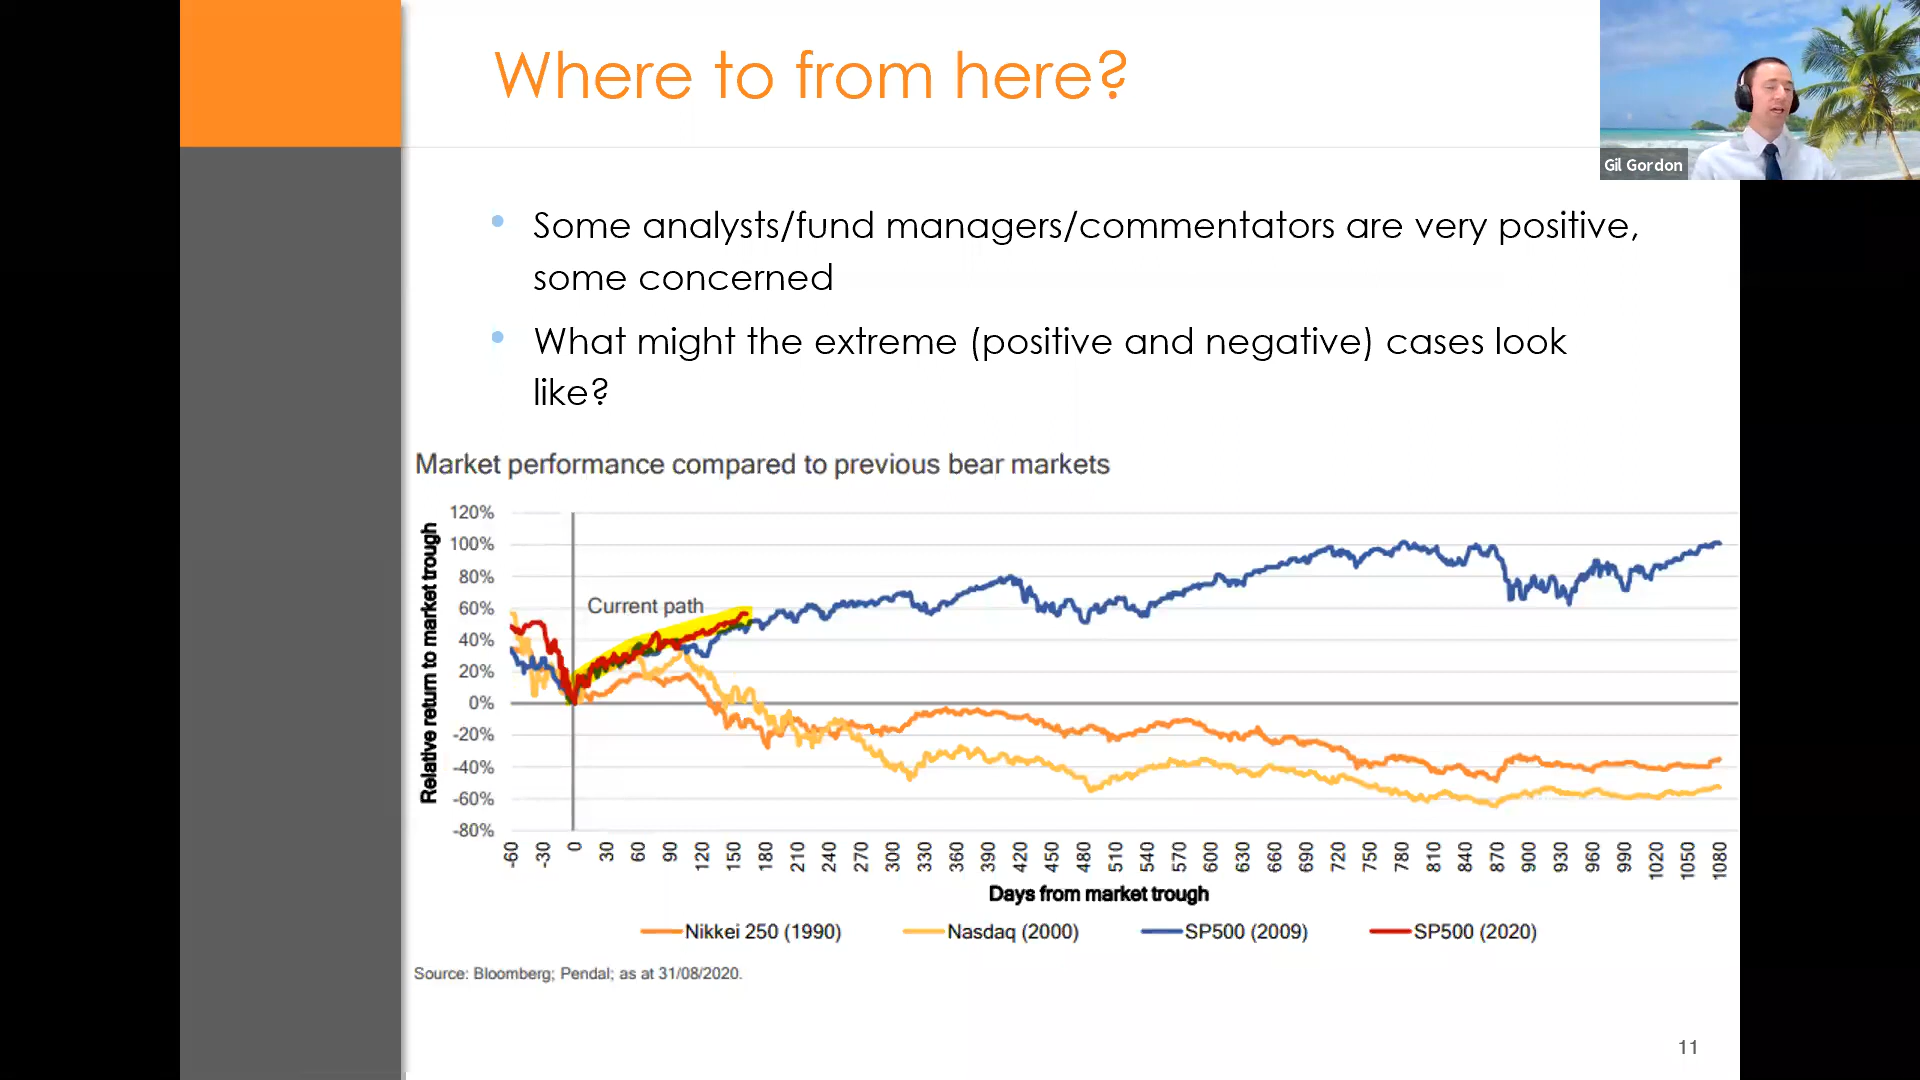 Where to from here?
Gil Gordon
Some analysts/fund managers/commentators are very positive,
some concerned
What might the extreme (positive and negative) cases look
like?
Market performance compared to previous bear markets
Relative return to market trough
120%
100%
80%
60%
40%
20%
0%
-20%
-40%
-60%
-80%
Current path
-60 -30 0 30 60 90 120 150 180 210 240 270 300 330 360 390 420 450 480 510 540 570 600 630 660 690 720 750 780 810 840 870 900 930 960 990 1020 1050 1080
Days from market trough
Nikkei 250 (1990) Nasdaq (2000) SP500 (2009) SP500 (2020)
Source: Bloomberg; Pendal; as at 31/08/2020.
11